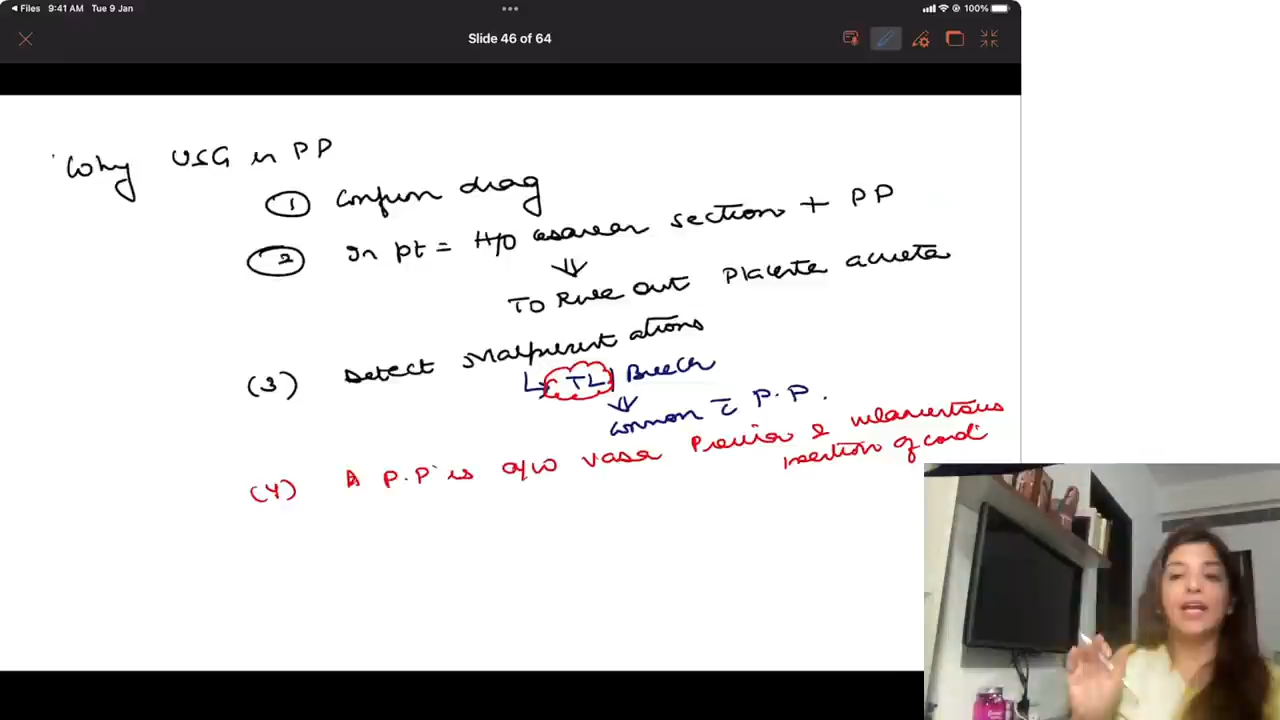 Files 9:41 AM Tue 9 Jan
100%
Slide 46 of 64
Why USG in PP
1 Confirm diag
2 In pt = H/O cesarean section + PP
To Rule out Placenta accreta
(3) Detect Malpresentations
TL| Breech
common c̄ P.P.
(4) A P.P is a/w vasa Previa & velamentous
insertion of cord